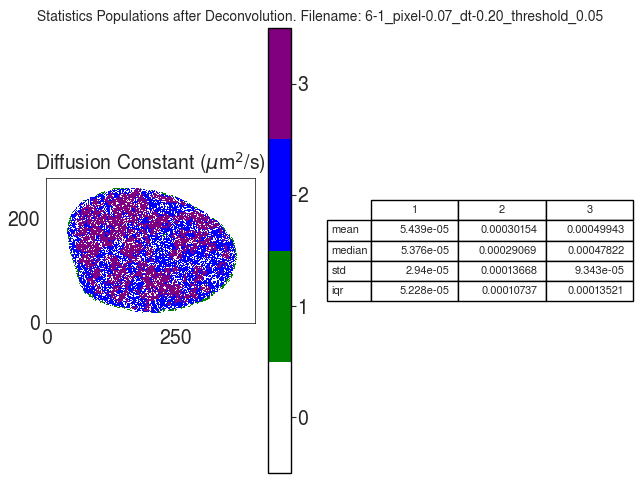 Statistics Populations after Deconvolution. Filename: 6-1_pixel-0.07_dt-0.20_threshold_0.05
Diffusion Constant (μm²/s)
200
0
0 250
3
2
1
0
1 2 3
mean 5.439e-05 0.00030154 0.00049943
median 5.376e-05 0.00029069 0.00047822
std 2.94e-05 0.00013668 9.343e-05
iqr 5.228e-05 0.00010737 0.00013521